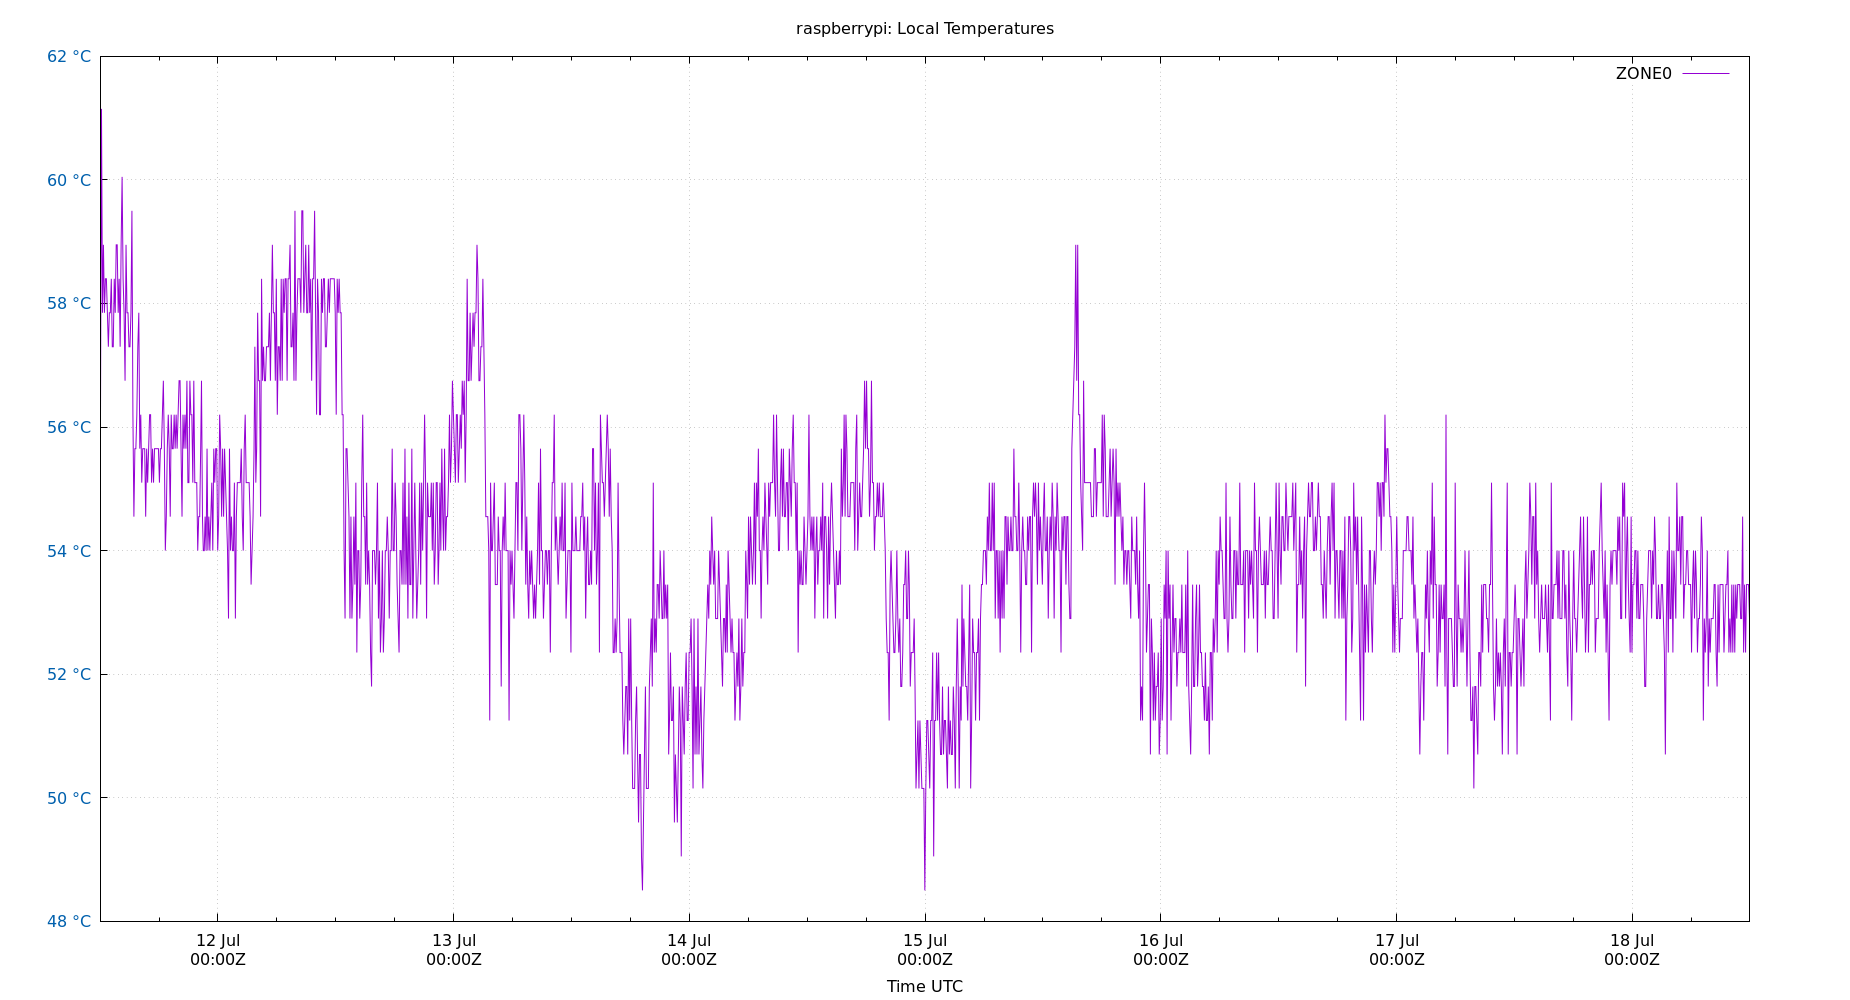 raspberrypi: Local Temperatures
62 °C
ZONE0
60 °C
58 °C
56 °C
54 °C
52 °C
50 °C
48 °C
12 Jul 13 Jul 14 Jul 15 Jul 16 Jul 17 Jul 18 Jul
00:00Z 00:00Z 00:00Z 00:00Z 00:00Z 00:00Z 00:00Z
Time UTC